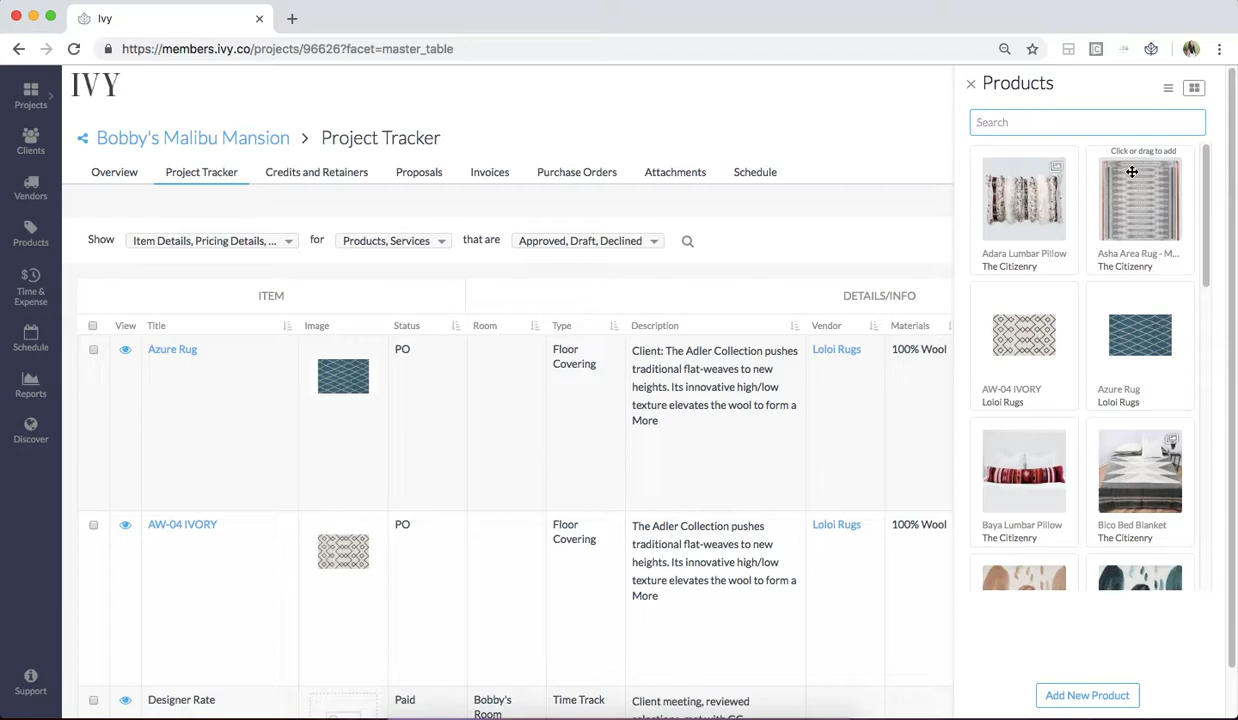 Ivy
https://members.ivy.co/projects/96626?facet=master_table
IVY
Projects
Clients
Vendors
Products
Time &
Expense
Schedule
Reports
Discover
Support
Bobby's Malibu Mansion > Project Tracker
Overview Project Tracker Credits and Retainers Proposals Invoices Purchase Orders Attachments Schedule
Show Item Details, Pricing Details, ... for Products, Services that are Approved, Draft, Declined
ITEM DETAILS/INFO
View Title Image Status Room Type Description Vendor Materials
Azure Rug PO Floor
Covering
Client: The Adler Collection pushes
traditional flat-weaves to new
heights. Its innovative high/low
texture elevates the wool to form a
More
Loloi Rugs 100% Wool
AW-04 IVORY PO Floor
Covering
The Adler Collection pushes
traditional flat-weaves to new
heights. Its innovative high/low
texture elevates the wool to form a
More
Loloi Rugs 100% Wool
Designer Rate Paid Bobby's
Room
Time Track
Client meeting, reviewed
Products
Search
Click or drag to add
Adara Lumbar Pillow
The Citizenry
Asha Area Rug - M...
The Citizenry
AW-04 IVORY
Loloi Rugs
Azure Rug
Loloi Rugs
Baya Lumbar Pillow
The Citizenry
Bico Bed Blanket
The Citizenry
Add New Product